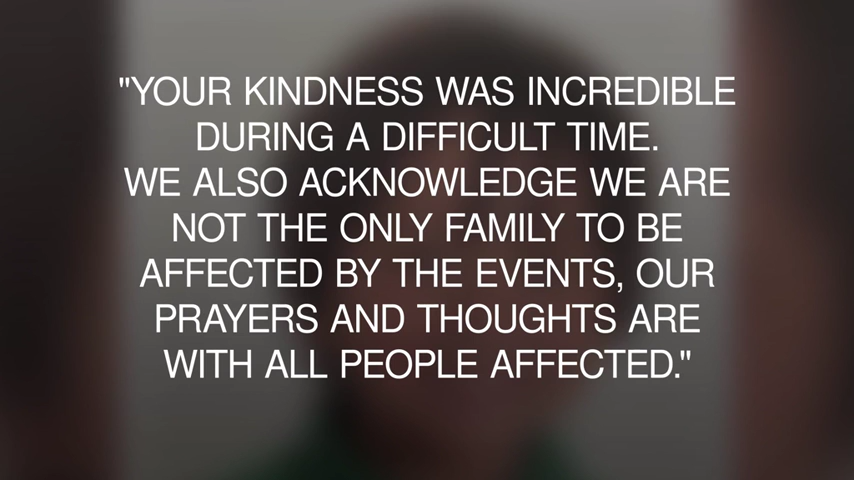 "YOUR KINDNESS WAS INCREDIBLE
DURING A DIFFICULT TIME.
WE ALSO ACKNOWLEDGE WE ARE
NOT THE ONLY FAMILY TO BE
AFFECTED BY THE EVENTS, OUR
PRAYERS AND THOUGHTS ARE
WITH ALL PEOPLE AFFECTED."